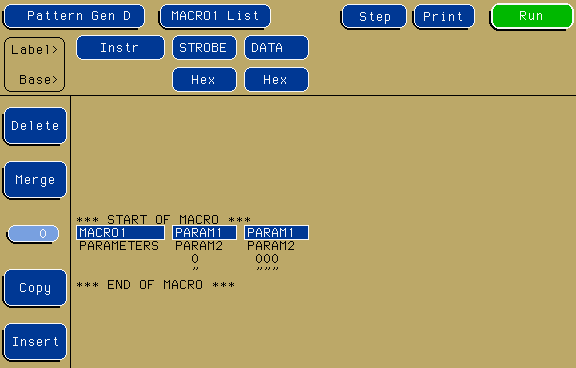 Pattern Gen D MACRO1 List Step Print Run
Label> Instr STROBE DATA
Base> Hex Hex
Delete
Merge
*** START OF MACRO ***
0 MACRO1 PARAM1 PARAM1
PARAMETERS PARAM2 PARAM2
0 000
" """
Copy *** END OF MACRO ***
Insert